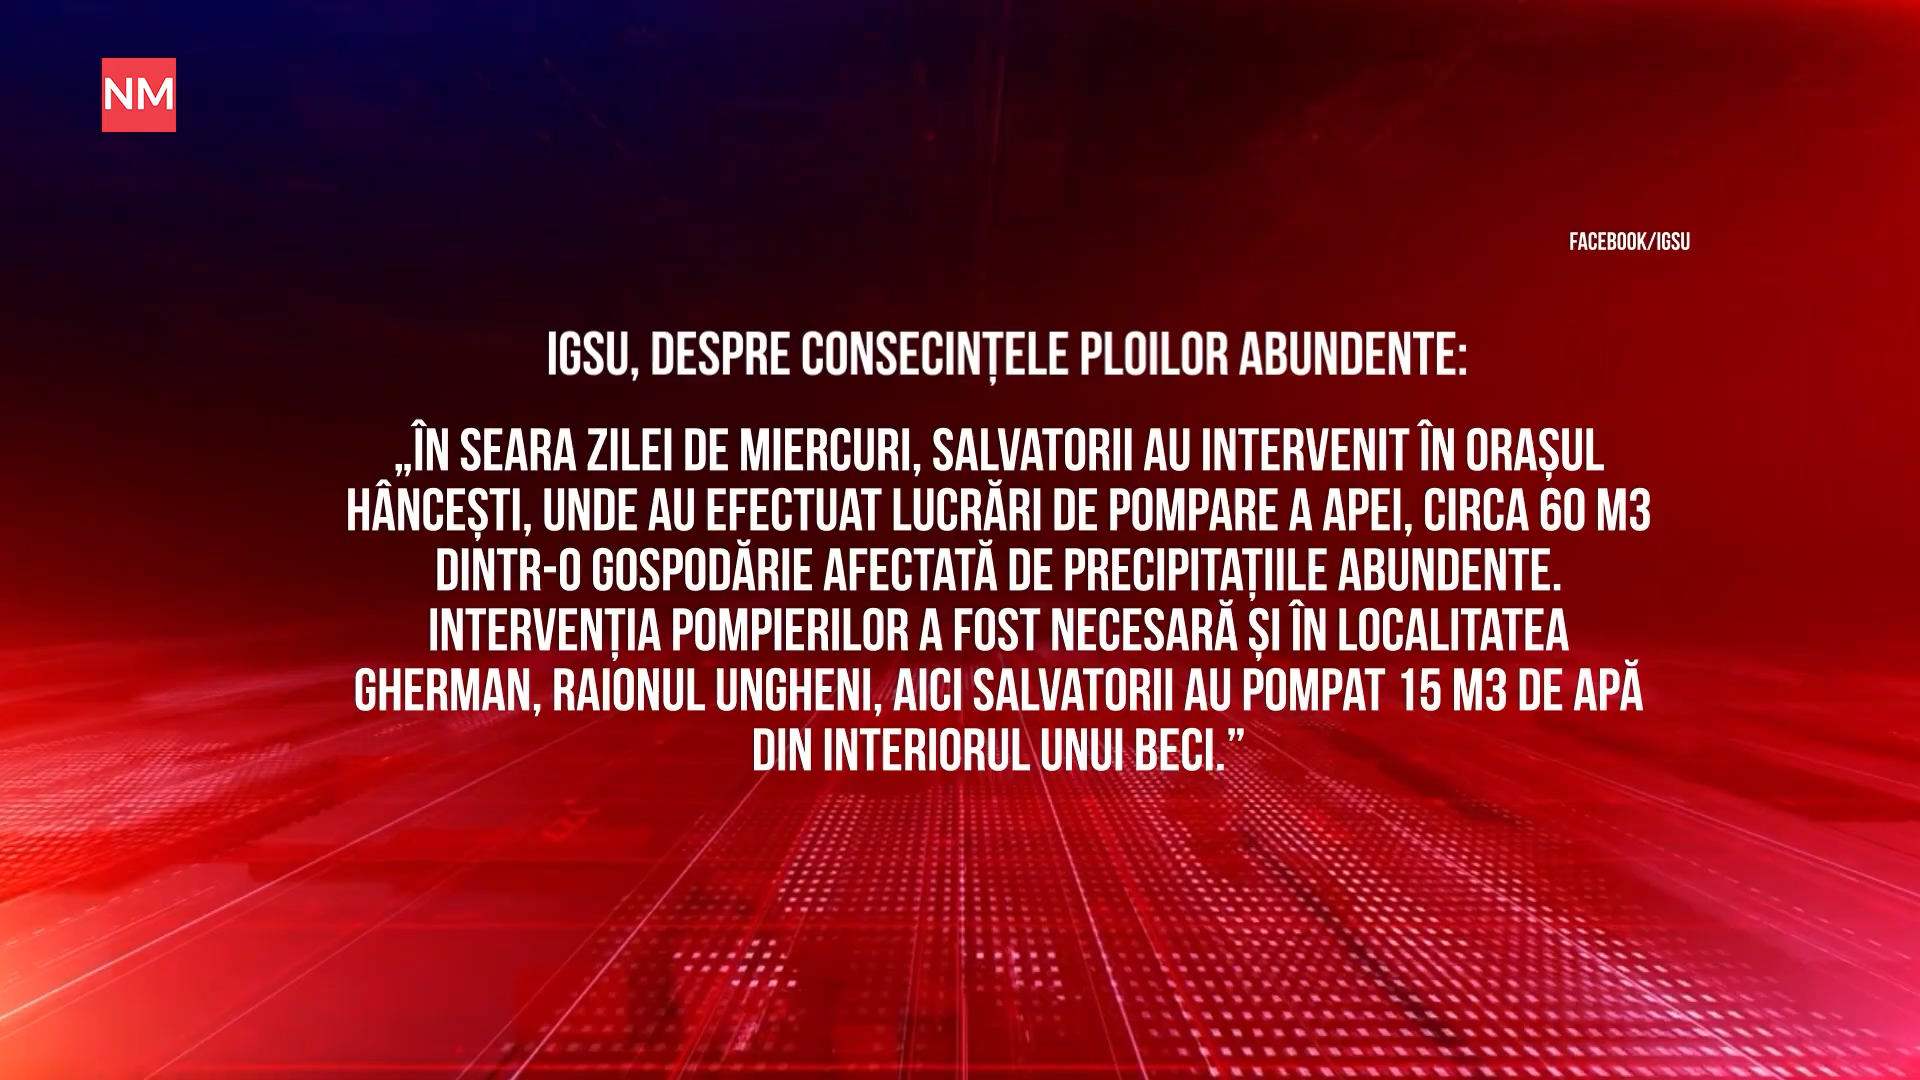 NM
FACEBOOK/IGSU
IGSU, DESPRE CONSECINȚELE PLOILOR ABUNDENTE:
„ÎN SEARA ZILEI DE MIERCURI, SALVATORII AU INTERVENIT ÎN ORAȘUL
HÂNCEȘTI, UNDE AU EFECTUAT LUCRĂRI DE POMPARE A APEI, CIRCA 60 M3
DINTR-O GOSPODĂRIE AFECTATĂ DE PRECIPITAȚIILE ABUNDENTE.
INTERVENȚIA POMPIERILOR A FOST NECESARĂ ȘI ÎN LOCALITATEA
GHERMAN, RAIONUL UNGHENI, AICI SALVATORII AU POMPAT 15 M3 DE APĂ
DIN INTERIORUL UNUI BECI.”